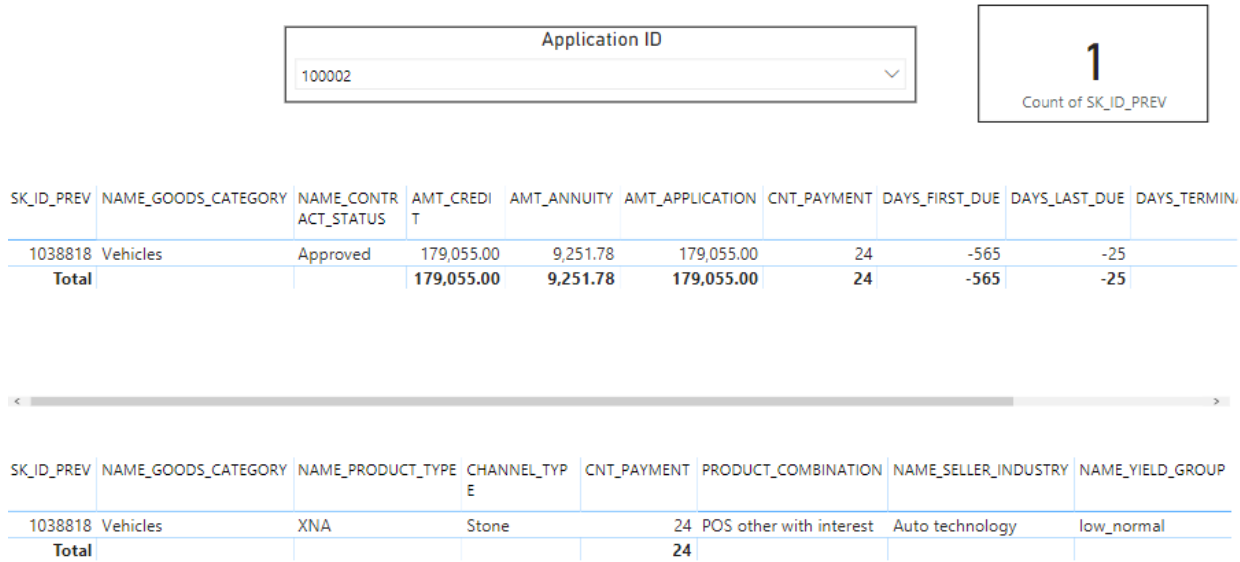 Application ID
100002
1
Count of SK_ID_PREV
SK_ID_PREV NAME_GOODS_CATEGORY NAME_CONTR AMT_CREDI AMT_ANNUITY AMT_APPLICATION CNT_PAYMENT DAYS_FIRST_DUE DAYS_LAST_DUE DAYS_TERMIN
ACT_STATUS T
1038818 Vehicles Approved 179,055.00 9,251.78 179,055.00 24 -565 -25
Total 179,055.00 9,251.78 179,055.00 24 -565 -25
SK_ID_PREV NAME_GOODS_CATEGORY NAME_PRODUCT_TYPE CHANNEL_TYP CNT_PAYMENT PRODUCT_COMBINATION NAME_SELLER_INDUSTRY NAME_YIELD_GROUP
E
1038818 Vehicles XNA Stone 24 POS other with interest Auto technology low_normal
Total 24